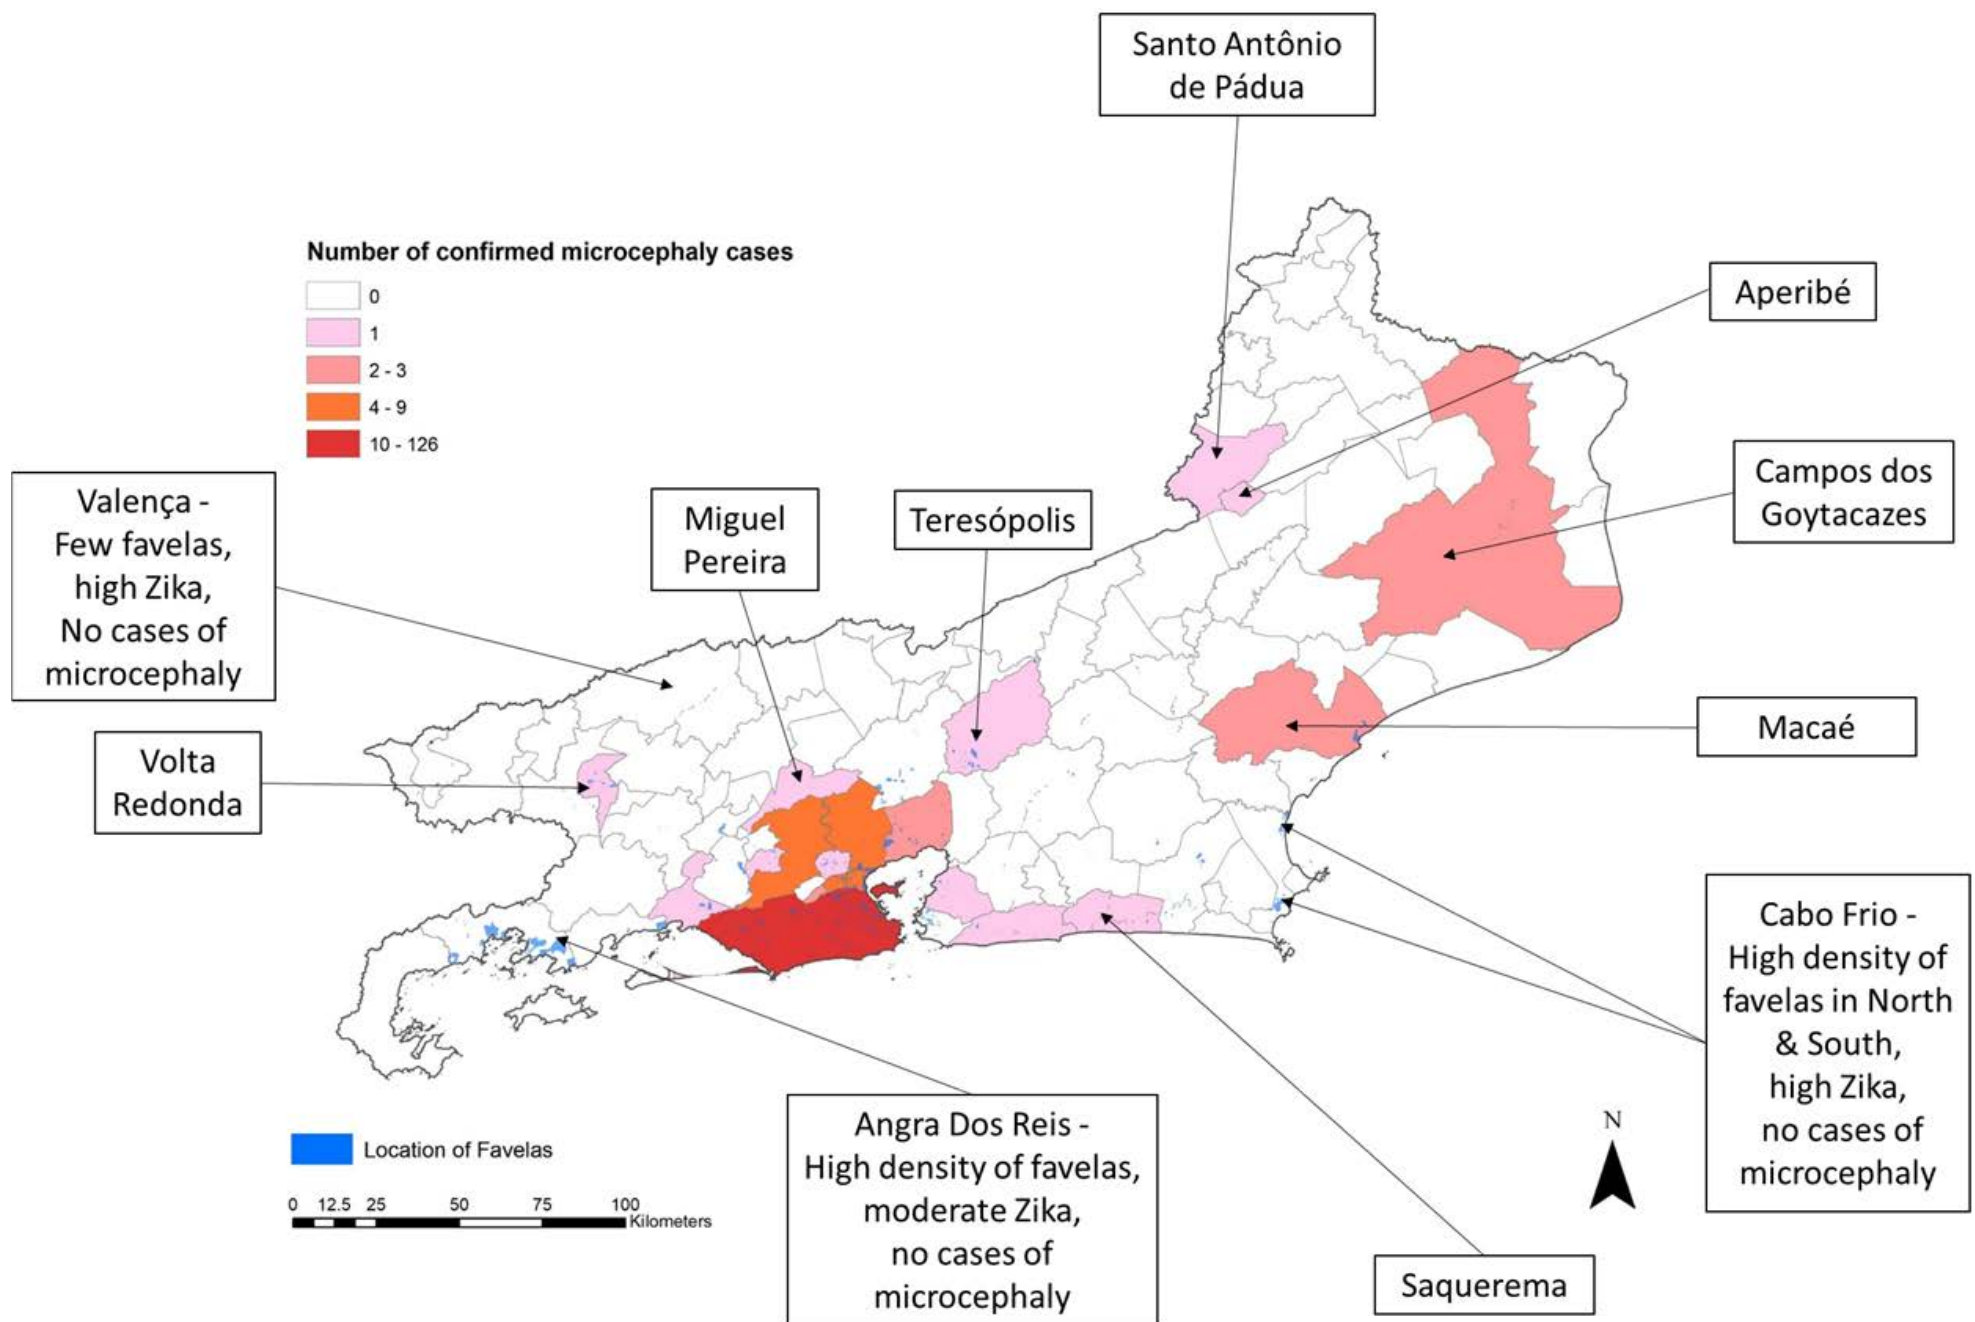 Santo Antônio
de Pádua
Number of confirmed microcephaly cases
0
1
2 - 3
4 - 9
10 - 126
Aperibé
Campos dos
Goytacazes
Valença -
Few favelas,
high Zika,
No cases of
microcephaly
Miguel
Pereira
Teresópolis
Macaé
Volta
Redonda
Cabo Frio -
High density of
favelas in North
& South,
high Zika,
no cases of
microcephaly
Angra Dos Reis -
High density of favelas,
moderate Zika,
no cases of
microcephaly
N
Location of Favelas
0 12.5 25 50 75 100
Kilometers
Saquerema